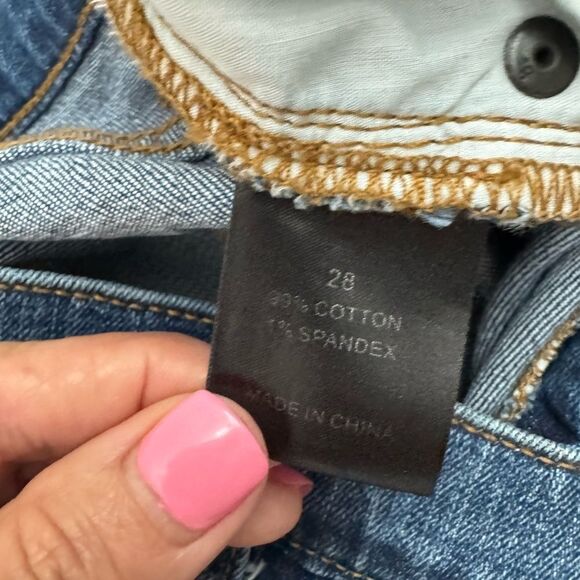 28
99% COTTON
1% SPANDEX
MADE IN CHINA